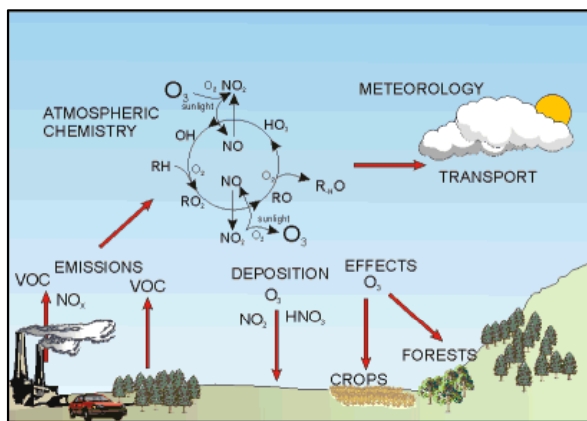 ATMOSPHERIC
CHEMISTRY
O₃ O₂ NO₂
sunlight
OH NO HO₂
RH O₂
RO₂
NO O₂ RO
NO₂ O₂ sunlight O₃
METEOROLOGY
TRANSPORT
EMISSIONS
VOC NOₓ
VOC
DEPOSITION
O₃
NO₂ HNO₃
EFFECTS
O₃
CROPS
FORESTS